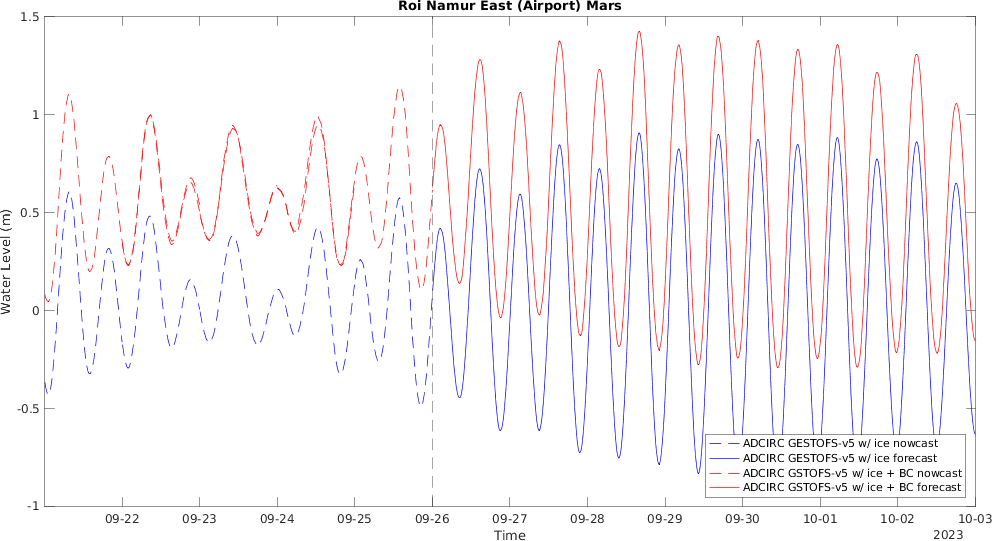 Roi Namur East (Airport) Mars
1.5
1
0.5
0
-0.5
-1
Water Level (m)
09-22 09-23 09-24 09-25 09-26 09-27 09-28 09-29 09-30 10-01 10-02 10-03
Time
2023
ADCIRC GESTOFS-v5 w/ ice nowcast
ADCIRC GESTOFS-v5 w/ ice forecast
ADCIRC GSTOFS-v5 w/ ice + BC nowcast
ADCIRC GSTOFS-v5 w/ ice + BC forecast